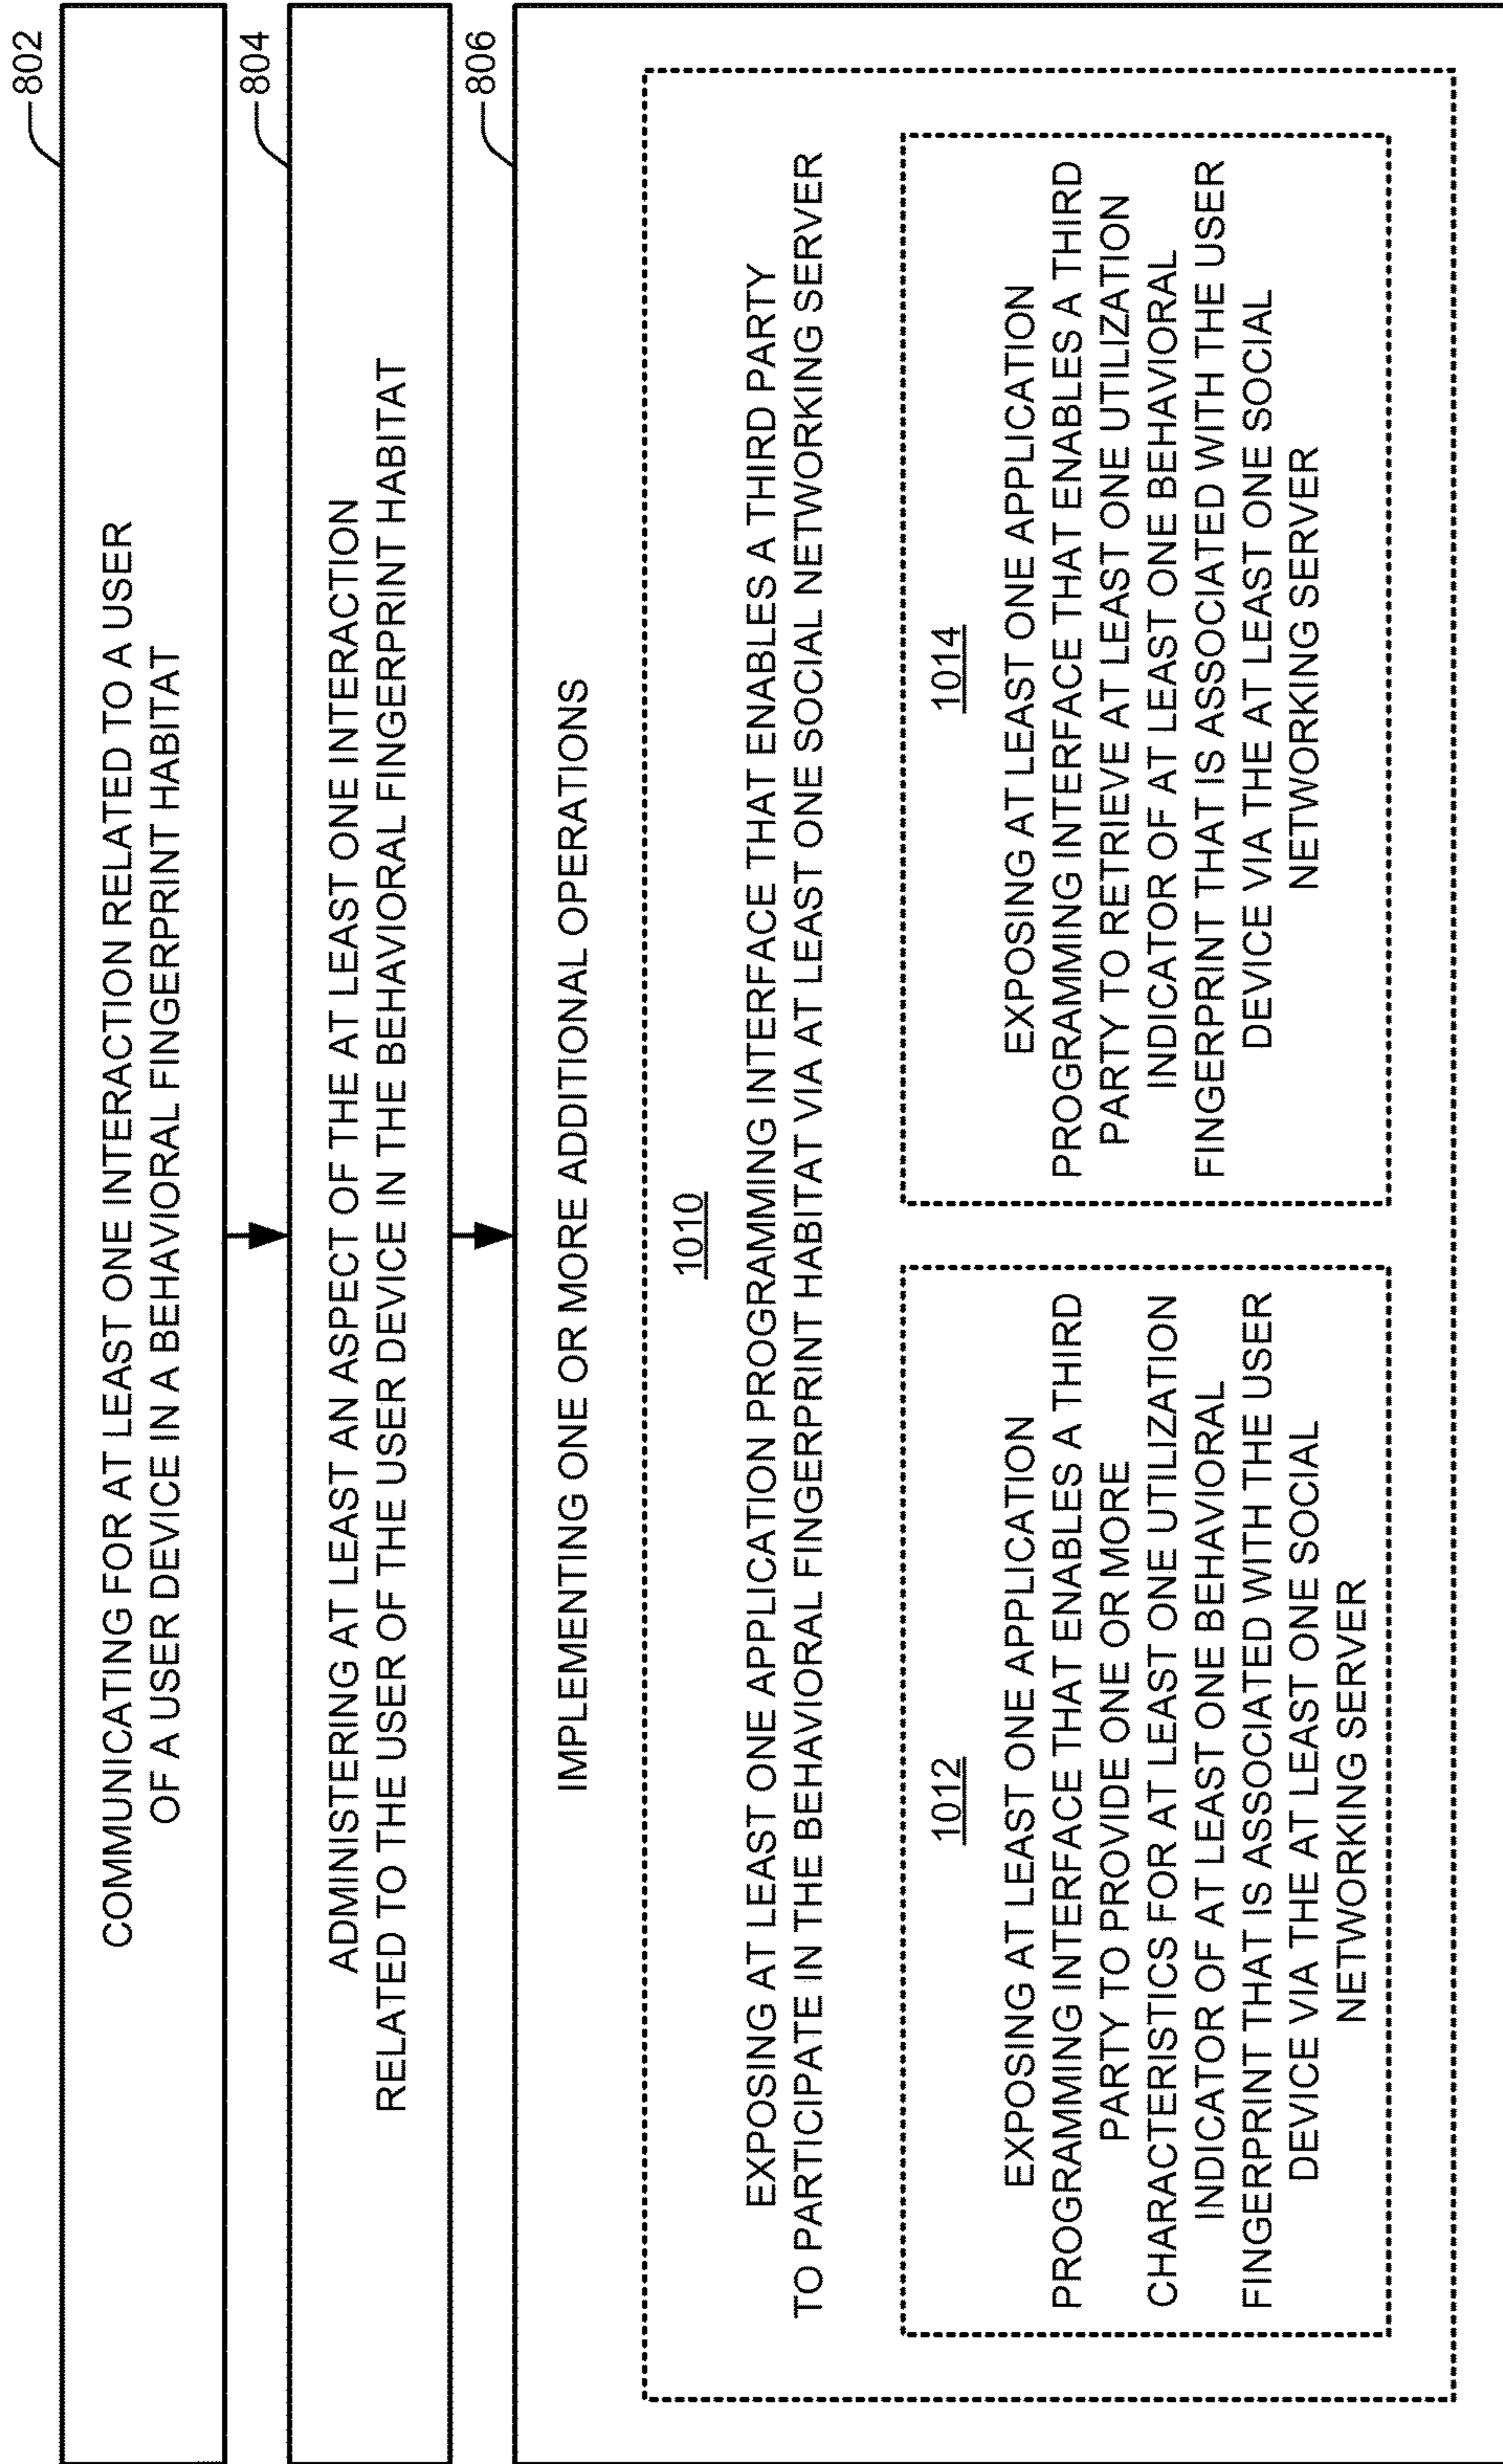 802
COMMUNICATING FOR AT LEAST ONE INTERACTION RELATED TO A USER
OF A USER DEVICE IN A BEHAVIORAL FINGERPRINT HABITAT
804
ADMINISTERING AT LEAST AN ASPECT OF THE AT LEAST ONE INTERACTION
RELATED TO THE USER OF THE USER DEVICE IN THE BEHAVIORAL FINGERPRINT HABITAT
806
IMPLEMENTING ONE OR MORE ADDITIONAL OPERATIONS
1010
EXPOSING AT LEAST ONE APPLICATION PROGRAMMING INTERFACE THAT ENABLES A THIRD PARTY
TO PARTICIPATE IN THE BEHAVIORAL FINGERPRINT HABITAT VIA AT LEAST ONE SOCIAL NETWORKING SERVER
1012
EXPOSING AT LEAST ONE APPLICATION
PROGRAMMING INTERFACE THAT ENABLES A THIRD
PARTY TO PROVIDE ONE OR MORE
CHARACTERISTICS FOR AT LEAST ONE UTILIZATION
INDICATOR OF AT LEAST ONE BEHAVIORAL
FINGERPRINT THAT IS ASSOCIATED WITH THE USER
DEVICE VIA THE AT LEAST ONE SOCIAL
NETWORKING SERVER
1014
EXPOSING AT LEAST ONE APPLICATION
PROGRAMMING INTERFACE THAT ENABLES A THIRD
PARTY TO RETRIEVE AT LEAST ONE UTILIZATION
INDICATOR OF AT LEAST ONE BEHAVIORAL
FINGERPRINT THAT IS ASSOCIATED WITH THE USER
DEVICE VIA THE AT LEAST ONE SOCIAL
NETWORKING SERVER